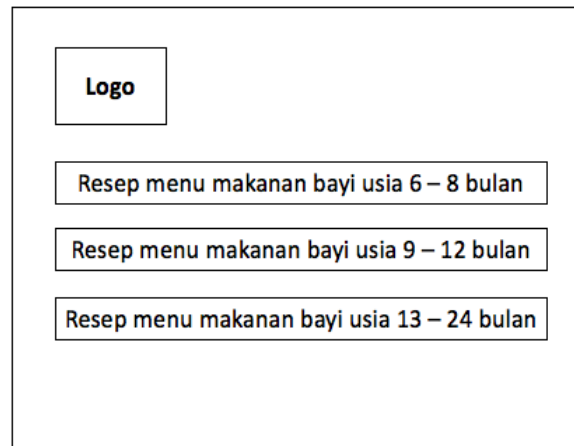 Logo
Resep menu makanan bayi usia 6 – 8 bulan
Resep menu makanan bayi usia 9 – 12 bulan
Resep menu makanan bayi usia 13 – 24 bulan